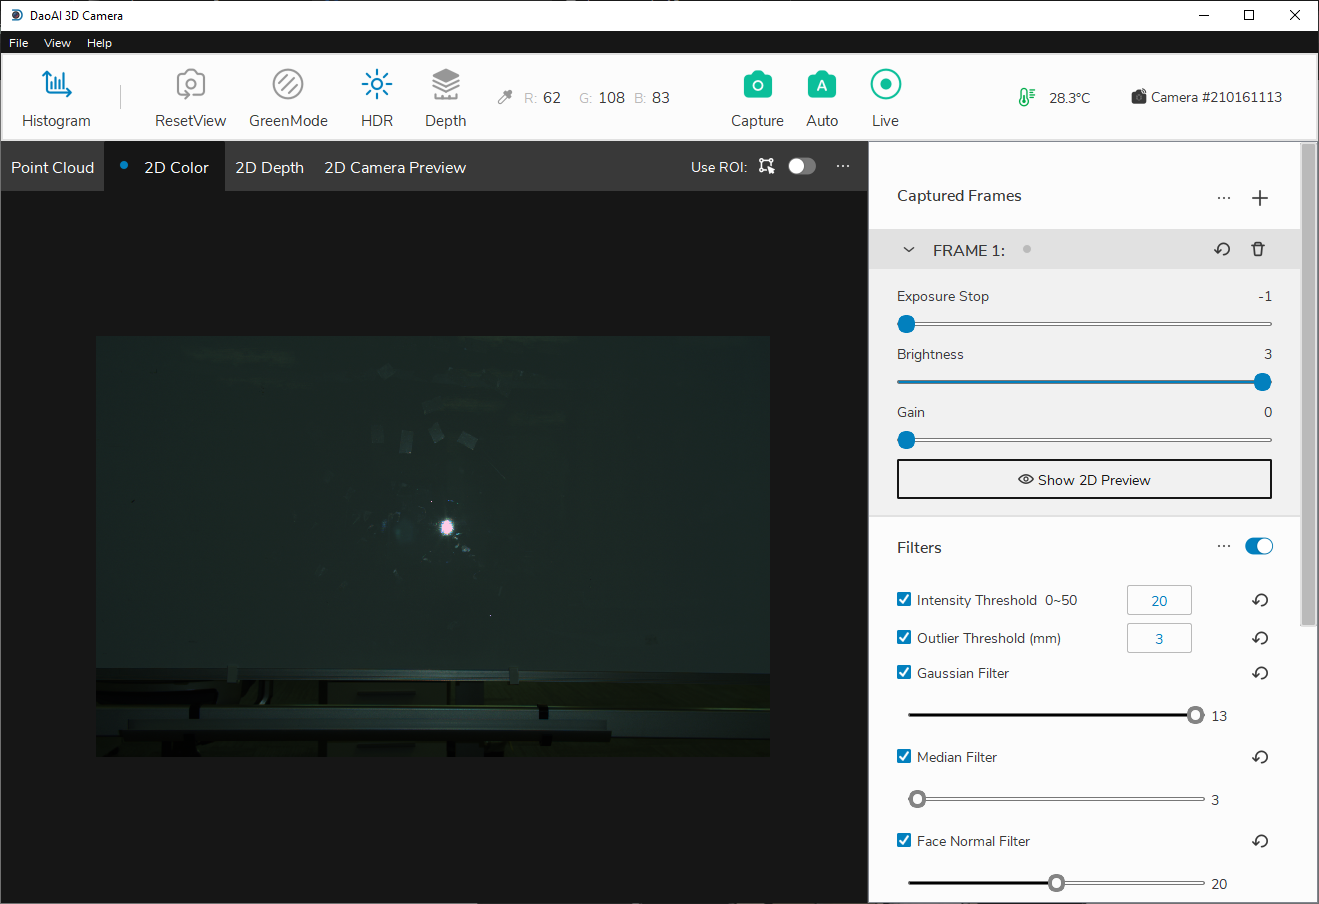 DaoAI 3D Camera
File View Help
Histogram ResetView GreenMode HDR Depth R: 62 G: 108 B: 83 Capture Auto Live 28.3°C Camera #210161113
Point Cloud 2D Color 2D Depth 2D Camera Preview Use ROI: ...
Captured Frames ...
FRAME 1:
Exposure Stop -1
Brightness 3
Gain 0
Show 2D Preview
Filters ...
Intensity Threshold 0~50 20
Outlier Threshold (mm) 3
Gaussian Filter
13
Median Filter
3
Face Normal Filter
20